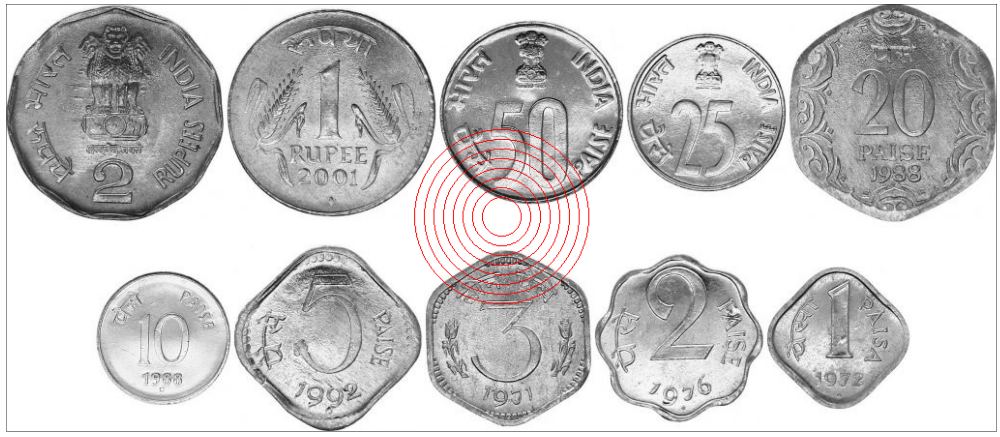 भारत INDIA
रूपये RUPEES
सत्यमेव जयते
2
रूपया
1
RUPEE
2001
भारत INDIA
पैसे 50 PAISE
भारत INDIA
पैसे 25 PAISE
पैसे
20
PAISE
1988
पैसे PAISE
10
1988
पैसे 5 PAISE
1992
3
1971
पैसे 2 PAISE
1976
पैसा 1 PAISA
1972